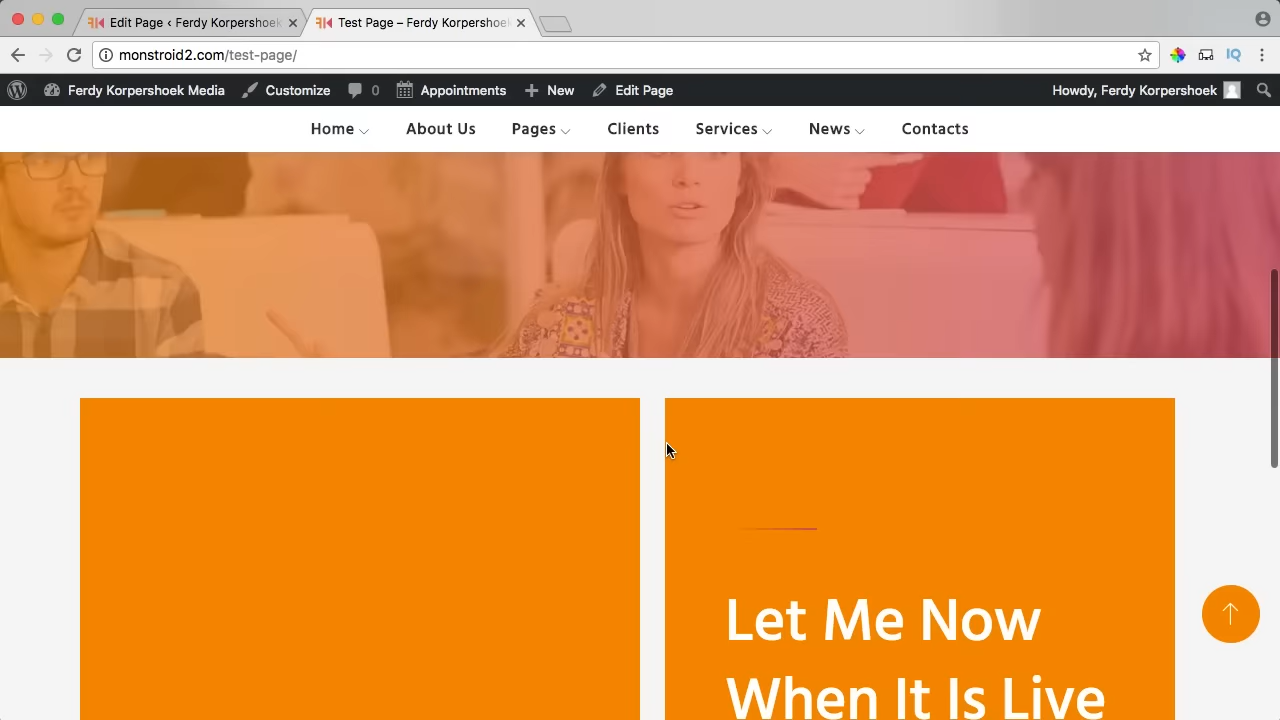 Edit Page ‹ Ferdy Korpershoek
Test Page – Ferdy Korpershoe
monstroid2.com/test-page/
Ferdy Korpershoek Media
Customize
0
Appointments
New
Edit Page
Howdy, Ferdy Korpershoek
Home
About Us
Pages
Clients
Services
News
Contacts
Let Me Now
When It Is Live